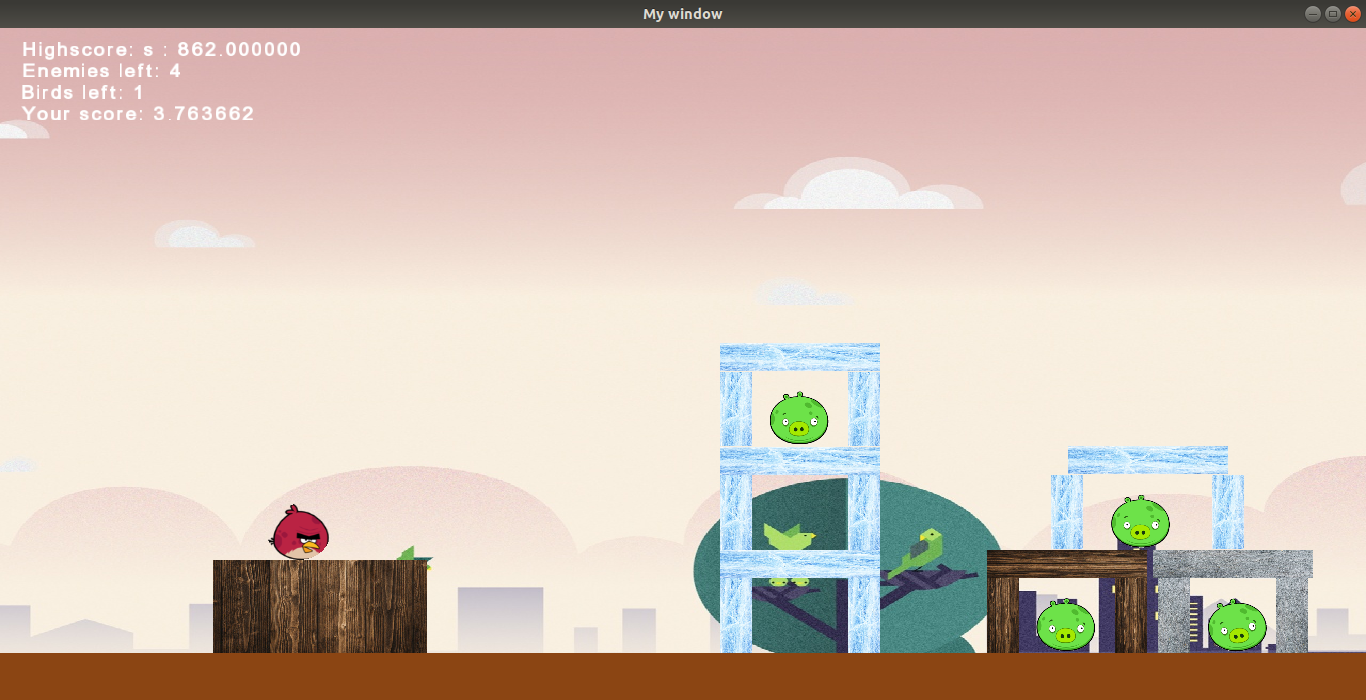 My window
Highscore: s : 862.000000
Enemies left: 4
Birds left: 1
Your score: 3.763662